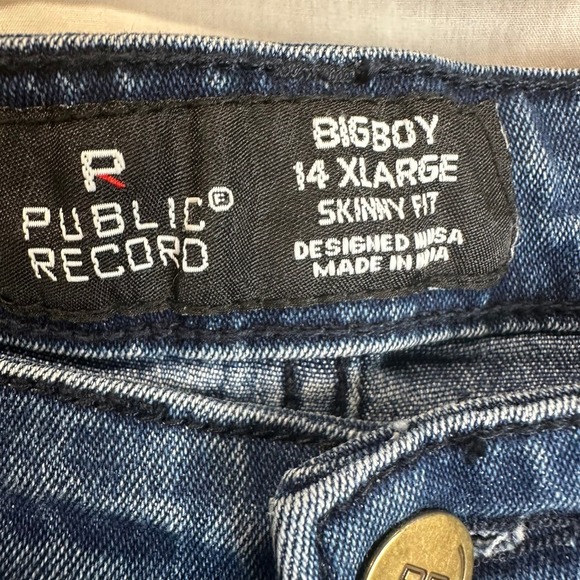 R
PUBLIC®
RECORD
BIGBOY
14 XLARGE
SKINNY FIT
DESIGNED IN USA
MADE IN INDIA